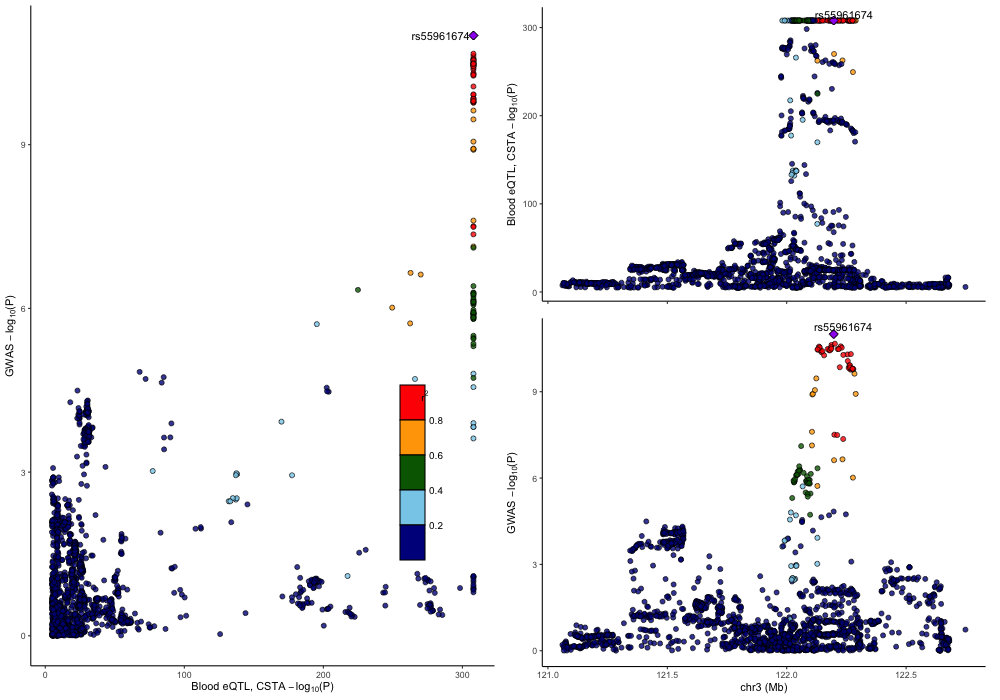 rs55961674
9
6
3
0
GWAS −log10(P)
0
100
200
300
Blood eQTL, CSTA −log10(P)
r2
0.8
0.6
0.4
0.2
rs55961674
300
200
100
0
Blood eQTL, CSTA −log10(P)
rs55961674
9
6
3
0
GWAS −log10(P)
121.0
121.5
122.0
122.5
chr3 (Mb)